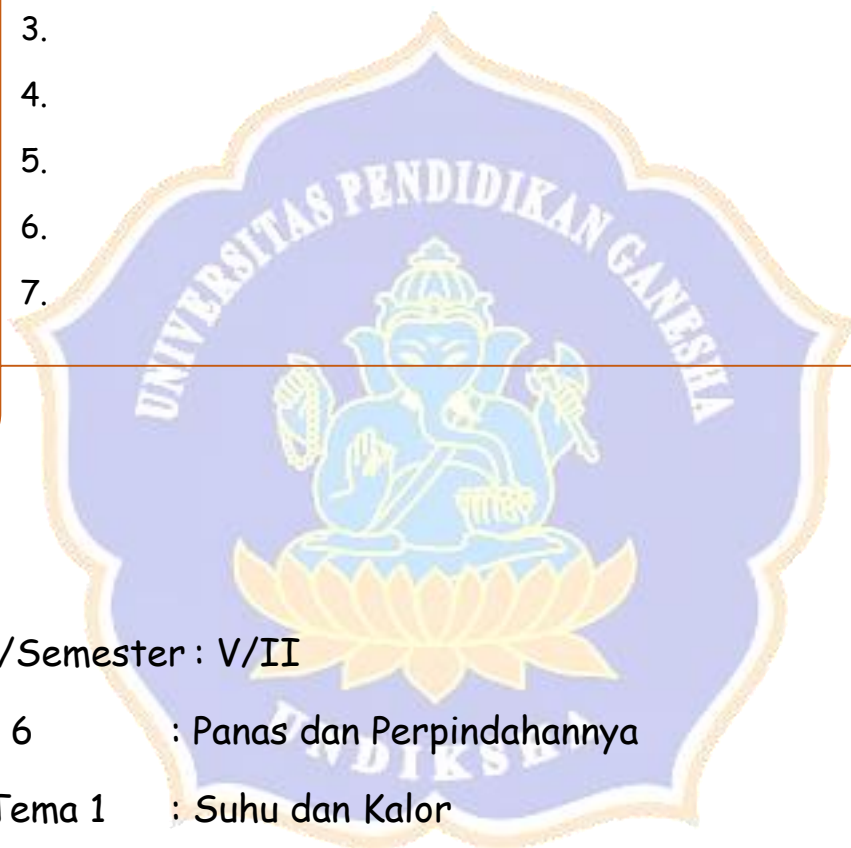 3.
4.
5.
6.
7.
UNIVERSITAS PENDIDIKAN GANESHA
/Semester : V/II
6 : Panas dan Perpindahannya
UNDIKSHA
Tema 1 : Suhu dan Kalor